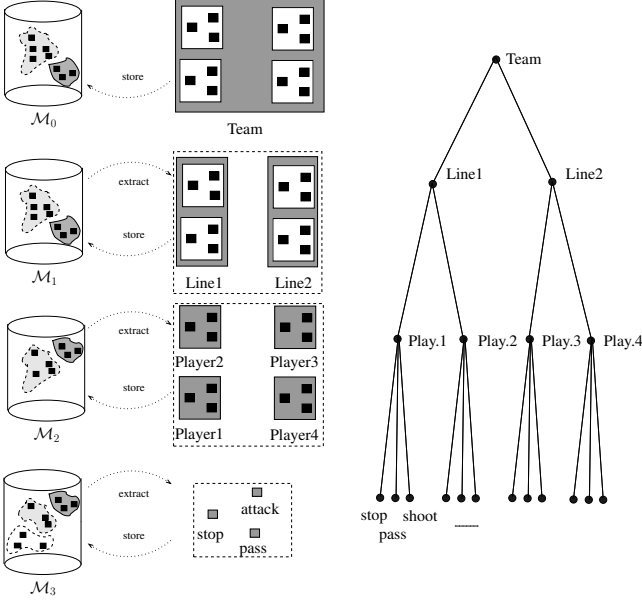 store
M₀
Team
extract
store
M₁
Line1
Line2
extract
Player2
Player3
store
Player1
Player4
M₂
extract
attack
stop
store
pass
M₃
Team
Line1
Line2
Play.1
Play.2
Play.3
Play.4
stop
shoot
pass